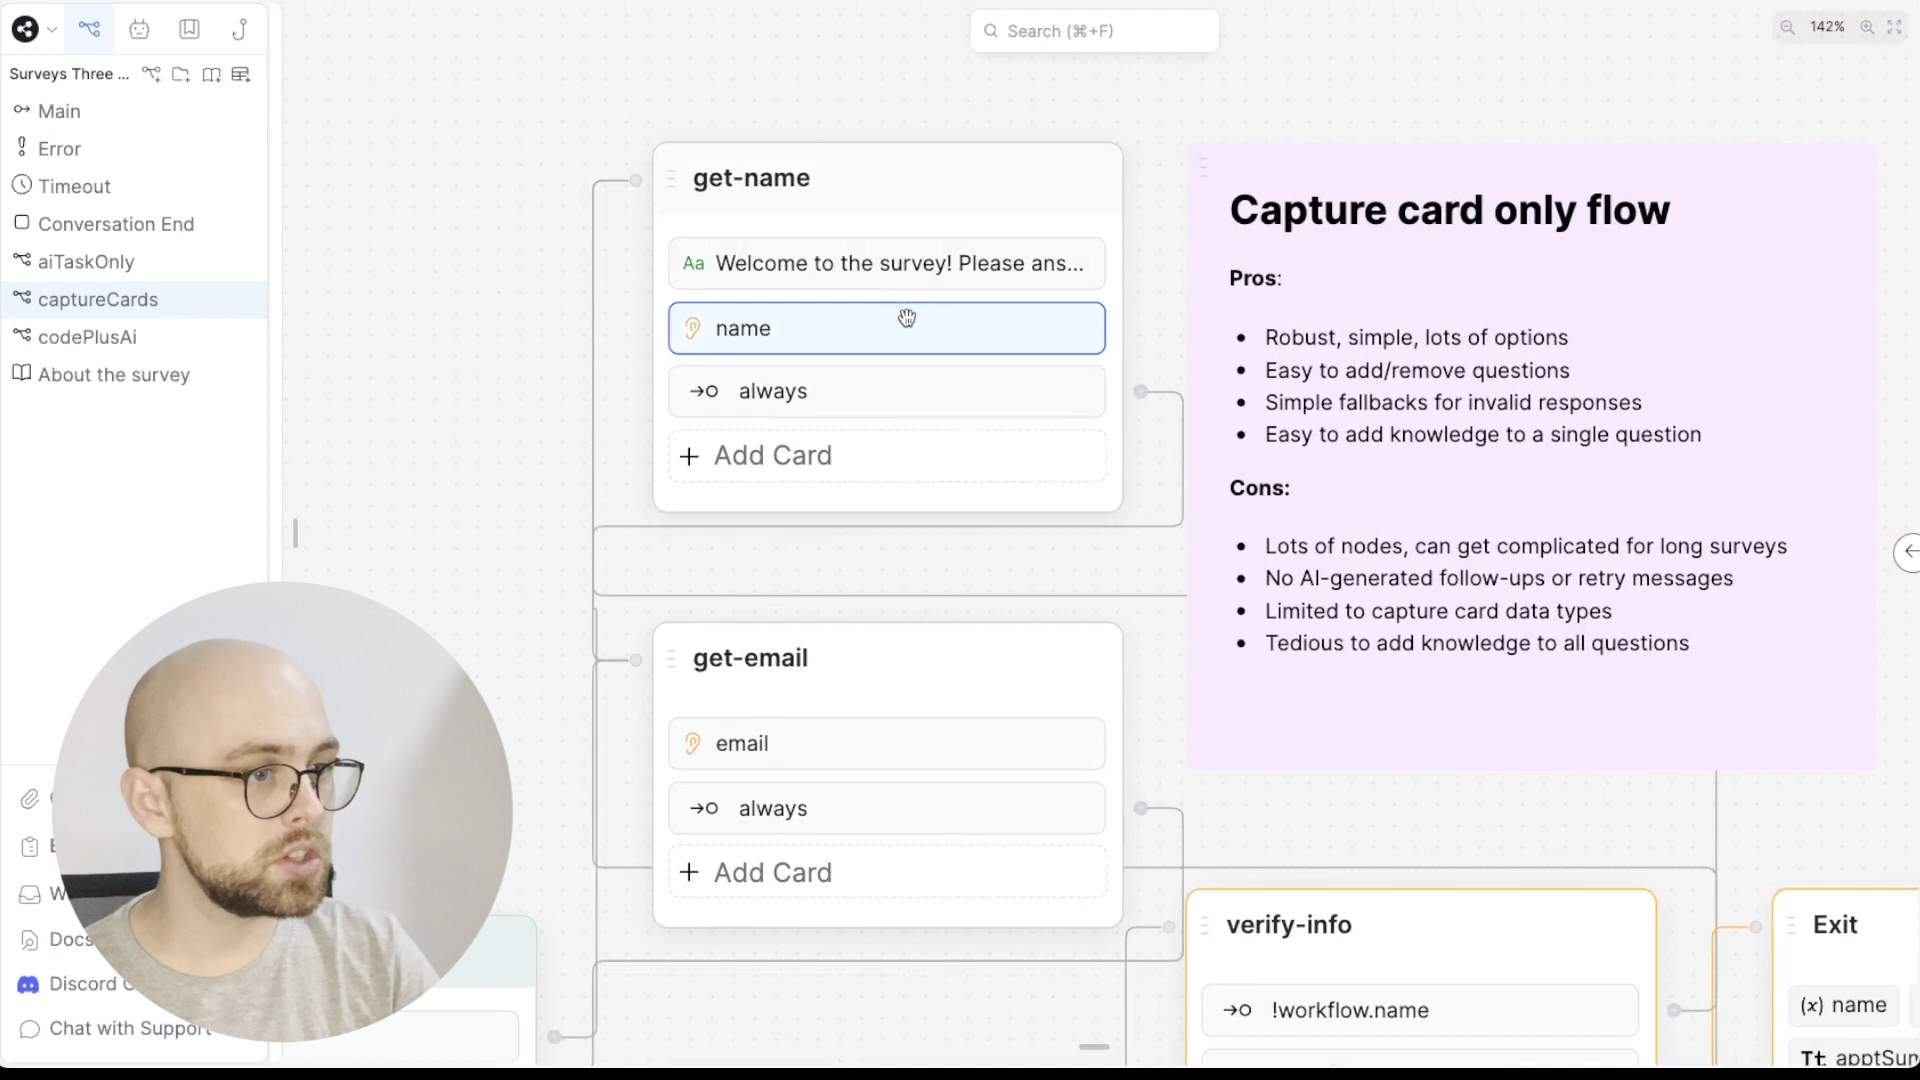 Search (⌘+F)
142%
Surveys Three ...
Main
Error
Timeout
Conversation End
aiTaskOnly
captureCards
codePlusAi
About the survey
Docs
Discord
Chat with Support
get-name
Aa Welcome to the survey! Please ans...
name
always
+ Add Card
get-email
email
always
+ Add Card
Capture card only flow
Pros:
• Robust, simple, lots of options
• Easy to add/remove questions
• Simple fallbacks for invalid responses
• Easy to add knowledge to a single question
Cons:
• Lots of nodes, can get complicated for long surveys
• No AI-generated follow-ups or retry messages
• Limited to capture card data types
• Tedious to add knowledge to all questions
verify-info
!workflow.name
Exit
(x) name
Tt apptSum